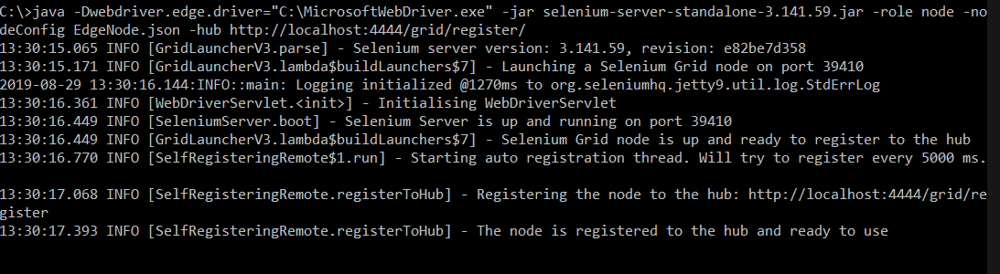 C:\>java -Dwebdriver.edge.driver="C:\MicrosoftWebDriver.exe" -jar selenium-server-standalone-3.141.59.jar -role node -no
deConfig EdgeNode.json -hub http://localhost:4444/grid/register/
13:30:15.065 INFO [GridLauncherV3.parse] - Selenium server version: 3.141.59, revision: e82be7d358
13:30:15.171 INFO [GridLauncherV3.lambda$buildLaunchers$7] - Launching a Selenium Grid node on port 39410
2019-08-29 13:30:16.144:INFO::main: Logging initialized @1270ms to org.seleniumhq.jetty9.util.log.StdErrLog
13:30:16.361 INFO [WebDriverServlet.<init>] - Initialising WebDriverServlet
13:30:16.449 INFO [SeleniumServer.boot] - Selenium Server is up and running on port 39410
13:30:16.449 INFO [GridLauncherV3.lambda$buildLaunchers$7] - Selenium Grid node is up and ready to register to the hub
13:30:16.770 INFO [SelfRegisteringRemote$1.run] - Starting auto registration thread. Will try to register every 5000 ms.
13:30:17.068 INFO [SelfRegisteringRemote.registerToHub] - Registering the node to the hub: http://localhost:4444/grid/re
gister
13:30:17.393 INFO [SelfRegisteringRemote.registerToHub] - The node is registered to the hub and ready to use